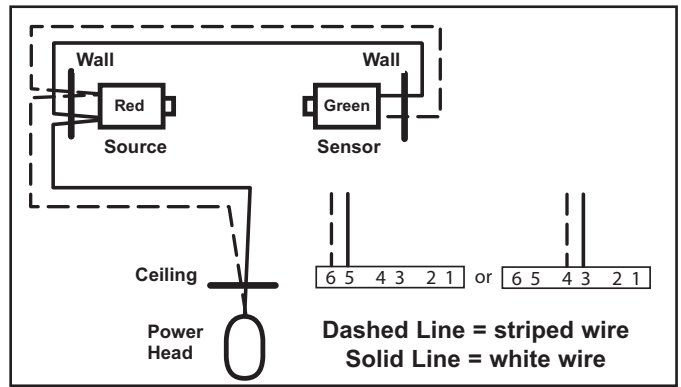 Wall
Wall
Red
Green
Source
Sensor
Ceiling
6 5 4 3 2 1 or 6 5 4 3 2 1
Power
Head
Dashed Line = striped wire
Solid Line = white wire